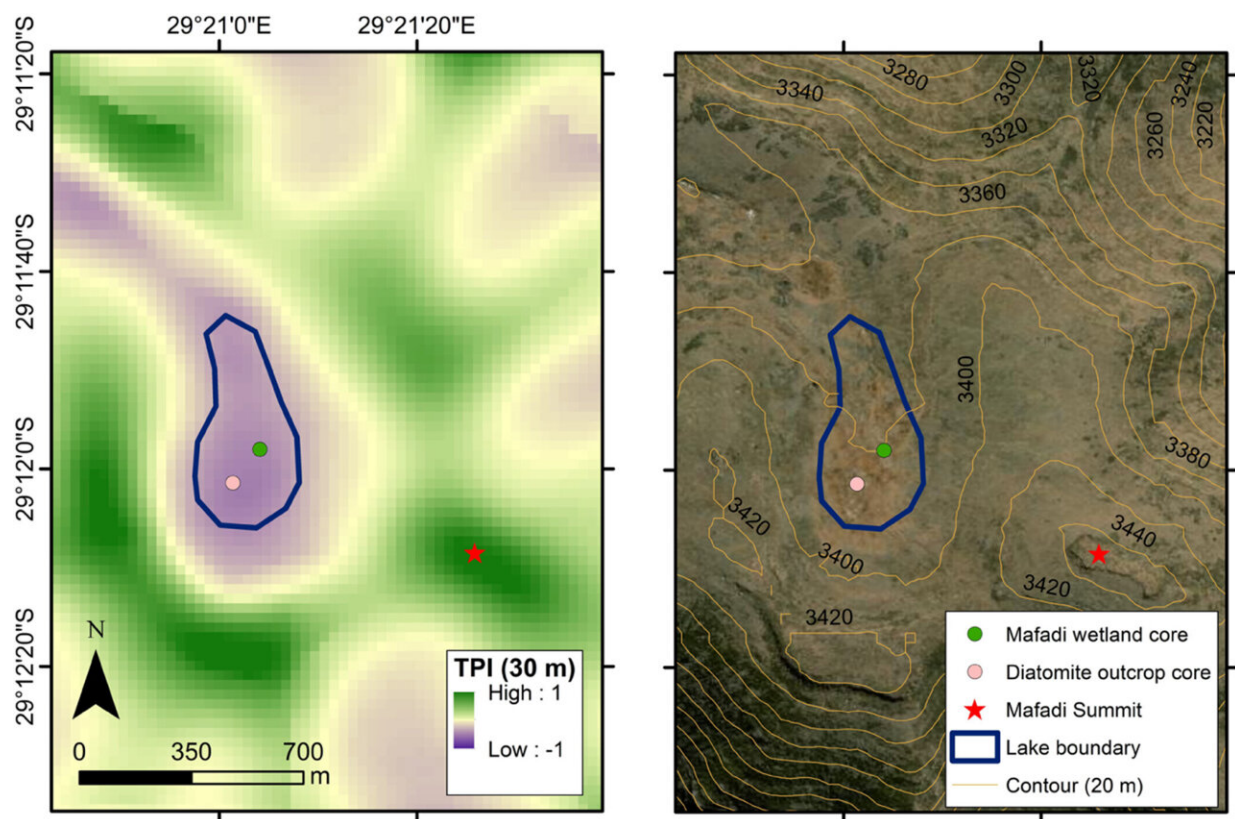 29°21'0"E
29°21'20"E
29°11'20"S
29°11'40"S
29°12'0"S
29°12'20"S
N
0 350 700
m
TPI (30 m)
High : 1
Low : -1
3280
3300
3320
3240
3340
3320
3260
3220
3360
3400
3380
3420
3440
3400
3420
3420
Mafadi wetland core
Diatomite outcrop core
Mafadi Summit
Lake boundary
Contour (20 m)